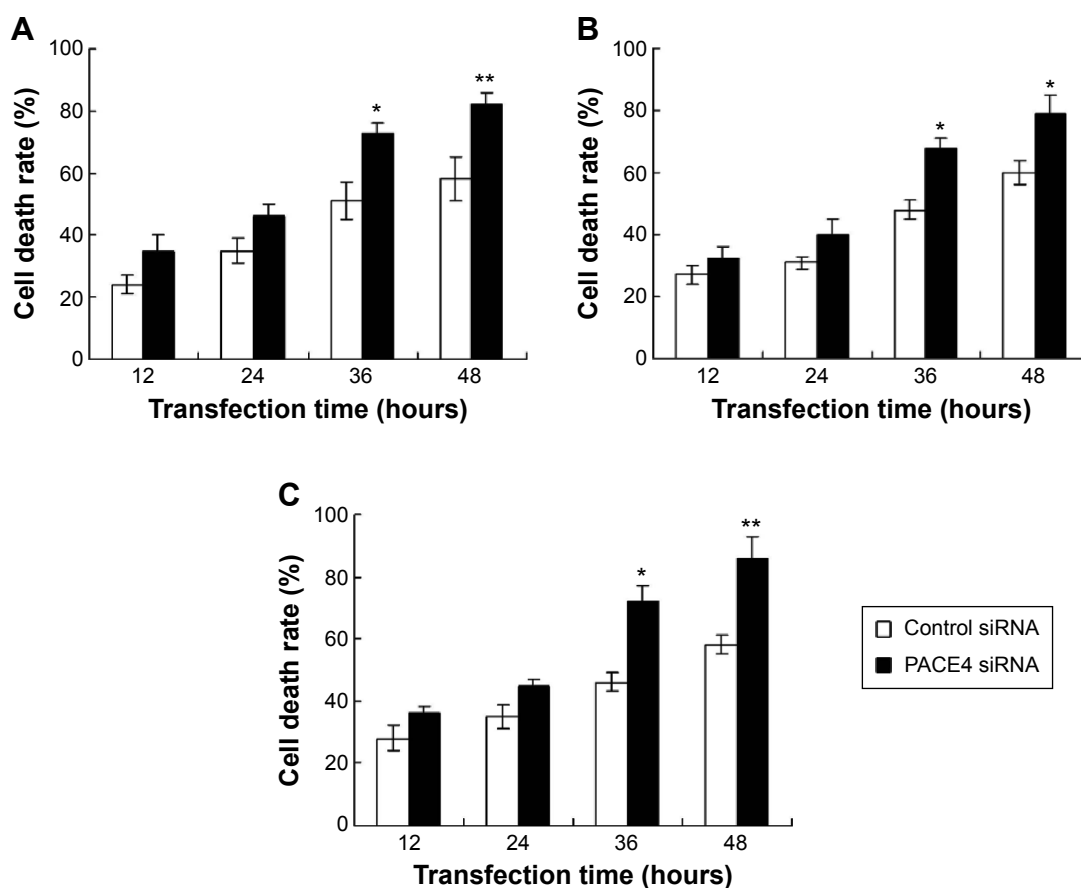 A
Cell death rate (%)
100
80
60
40
20
0
*
**
12 24 36 48
Transfection time (hours)
B
Cell death rate (%)
100
80
60
40
20
0
*
*
12 24 36 48
Transfection time (hours)
C
Cell death rate (%)
100
80
60
40
20
0
*
**
12 24 36 48
Transfection time (hours)
Control siRNA
PACE4 siRNA